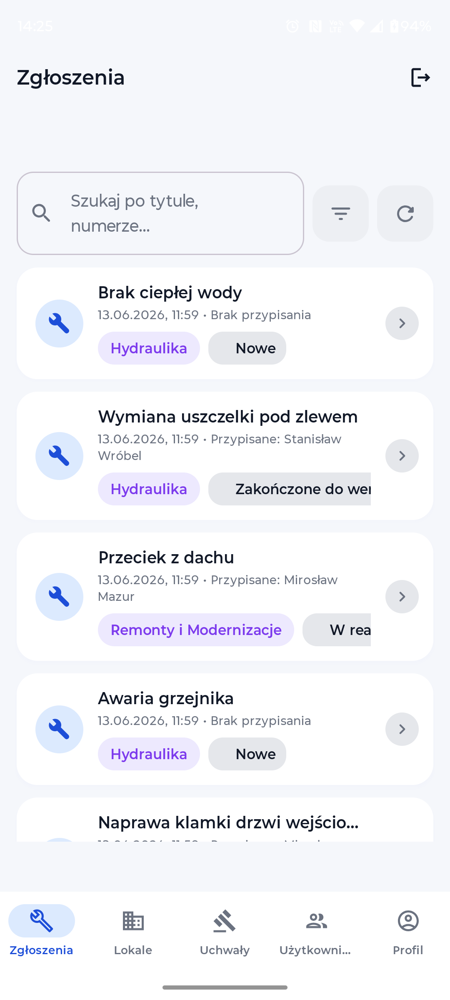 14:25
Vo
LTE
94%
Zgłoszenia
Szukaj po tytule,
numerze...
Brak ciepłej wody
13.06.2026, 11:59 • Brak przypisania
Hydraulika
Nowe
Wymiana uszczelki pod zlewem
13.06.2026, 11:59 • Przypisane: Stanisław
Wróbel
Hydraulika
Zakończone do wer
Przeciek z dachu
13.06.2026, 11:59 • Przypisane: Mirosław
Mazur
Remonty i Modernizacje
W rea
Awaria grzejnika
13.06.2026, 11:59 • Brak przypisania
Hydraulika
Nowe
Naprawa klamki drzwi wejścio...
Zgłoszenia
Lokale
Uchwały
Użytkowni...
Profil